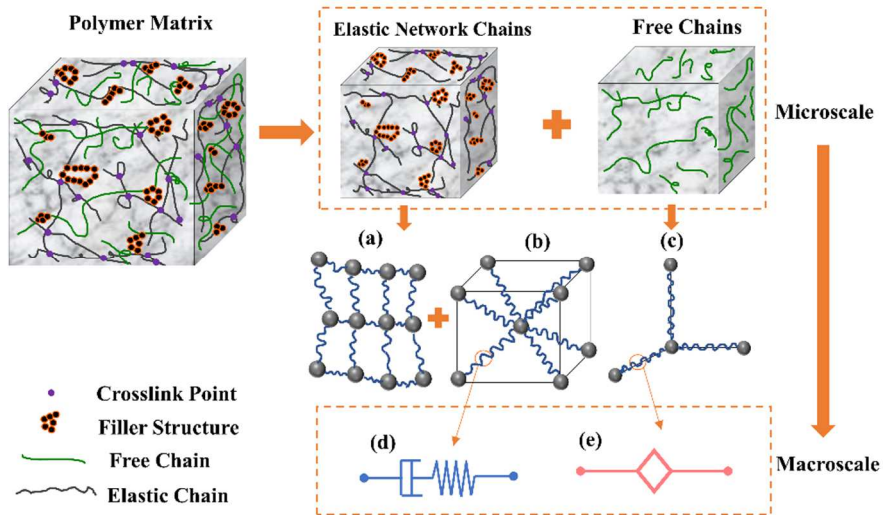 Polymer Matrix
Elastic Network Chains
Free Chains
Microscale
(a)
(b)
(c)
Crosslink Point
Filler Structure
Free Chain
Elastic Chain
(d)
(e)
Macroscale